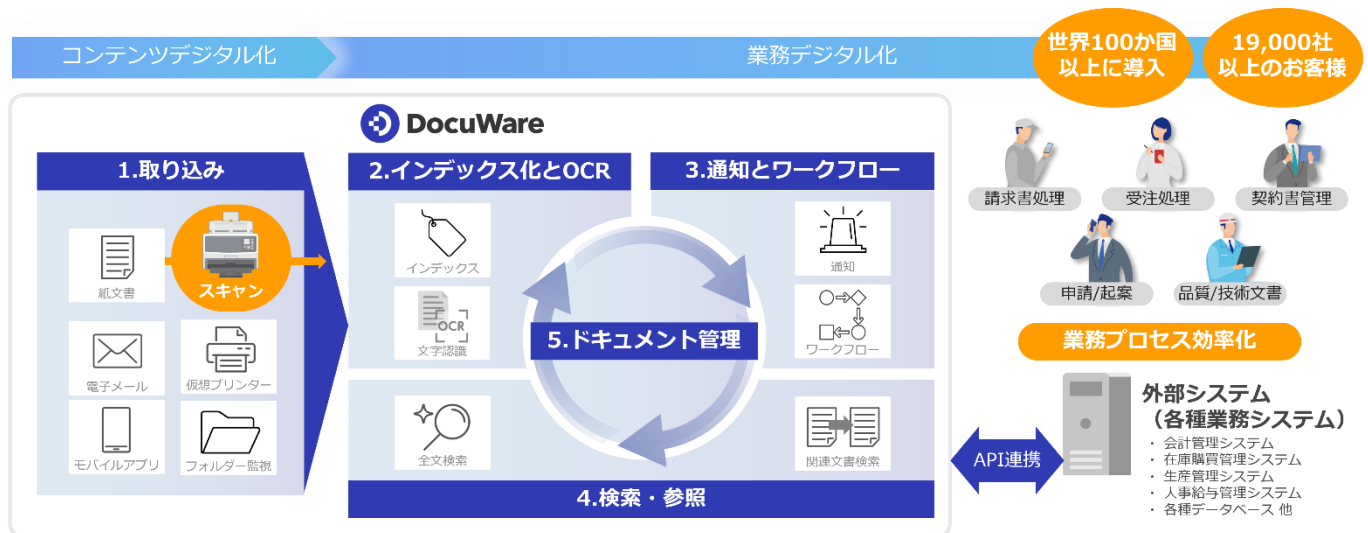 コンテンツデジタル化
業務デジタル化
世界100か国
以上に導入
19,000社
以上のお客様
DocuWare
1.取り込み
紙文書
スキャン
電子メール
仮想プリンター
モバイルアプリ
フォルダー監視
2.インデックス化とOCR
インデックス
OCR
文字認識
3.通知とワークフロー
通知
ワークフロー
5.ドキュメント管理
全文検索
関連文書検索
4.検索・参照
請求書処理
受注処理
契約書管理
申請/起案
品質/技術文書
業務プロセス効率化
API連携
外部システム
（各種業務システム）
・ 会計管理システム
・ 在庫購買管理システム
・ 生産管理システム
・ 人事給与管理システム
・ 各種データベース 他